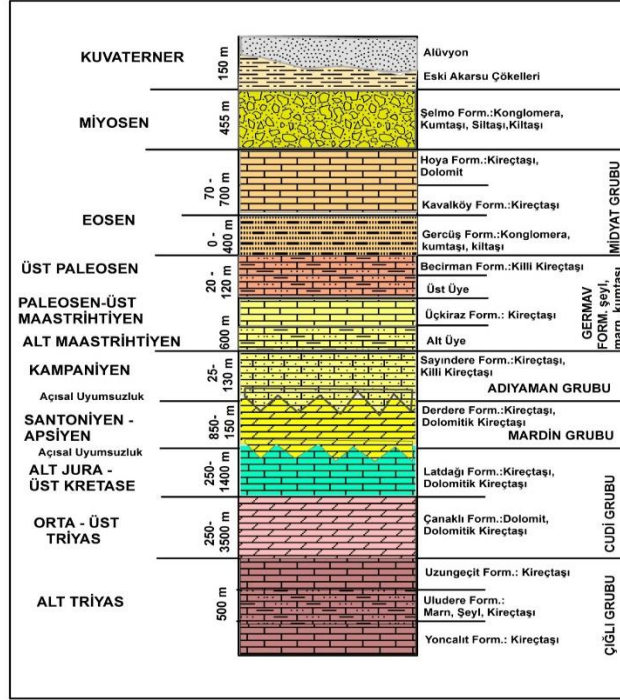 KUVATERNER
150 m
Alüvyon
Eski Akarsu Çökelleri
MİYOSEN
455 m
Şelmo Form.:Konglomera,
Kumtaşı, Siltaşı,Kiltaşı
EOSEN
70 -
700 m
Hoya Form.:Kireçtaşı,
Dolomit
Kavalköy Form.:Kireçtaşı
0 -
400 m
Gercüş Form.:Konglomera,
kumtaşı, kiltaşı
MİDYAT GRUBU
ÜST PALEOSEN
20 -
120 m
Becirman Form.:Killi Kireçtaşı
Üst Üye
PALEOSEN-ÜST
MAASTRİHTİYEN
ALT MAASTRİHTİYEN
600 m
Üçkiraz Form.: Kireçtaşı
Alt Üye
GERMAV
FORM. şeyl,
marn, kumtaşı
KAMPANİYEN
25-
130 m
Sayındere Form.:Kireçtaşı,
Killi Kireçtaşı
ADIYAMAN GRUBU
Açısal Uyumsuzluk
SANTONİYEN -
APSİYEN
850-
150 m
Derdere Form.:Kireçtaşı,
Dolomitik Kireçtaşı
MARDİN GRUBU
Açısal Uyumsuzluk
ALT JURA -
ÜST KRETASE
250-
1400 m
Latdağı Form.:Kireçtaşı,
Dolomitik Kireçtaşı
ORTA - ÜST
TRİYAS
250-
3500 m
Çanaklı Form.:Dolomit,
Dolomitik Kireçtaşı
CUDİ GRUBU
ALT TRİYAS
500 m
Uzungeçit Form.: Kireçtaşı
Uludere Form.:
Marn, Şeyl, Kireçtaşı
Yoncalıt Form.: Kireçtaşı
ÇIĞLI GRUBU